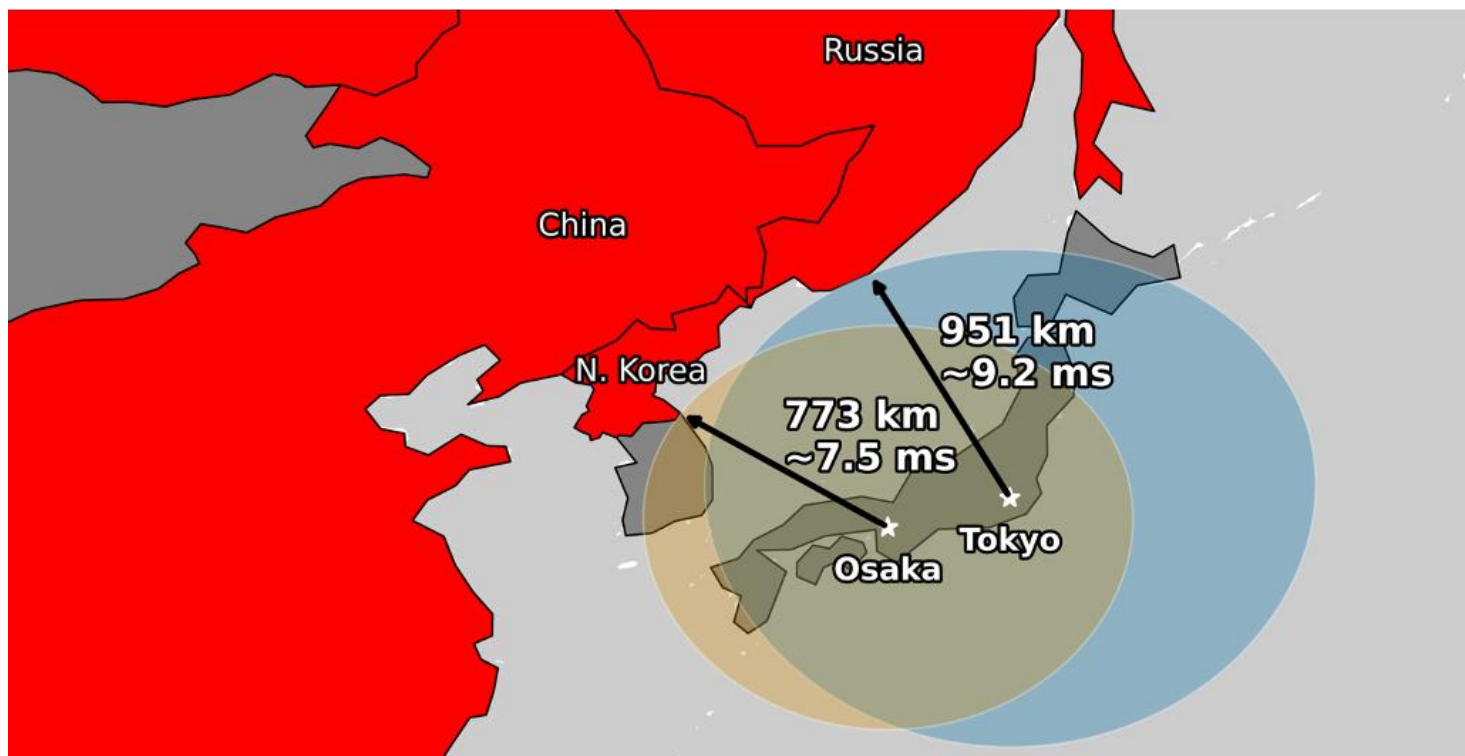 Russia
China
951 km
~9.2 ms
N. Korea
773 km
~7.5 ms
Tokyo
Osaka